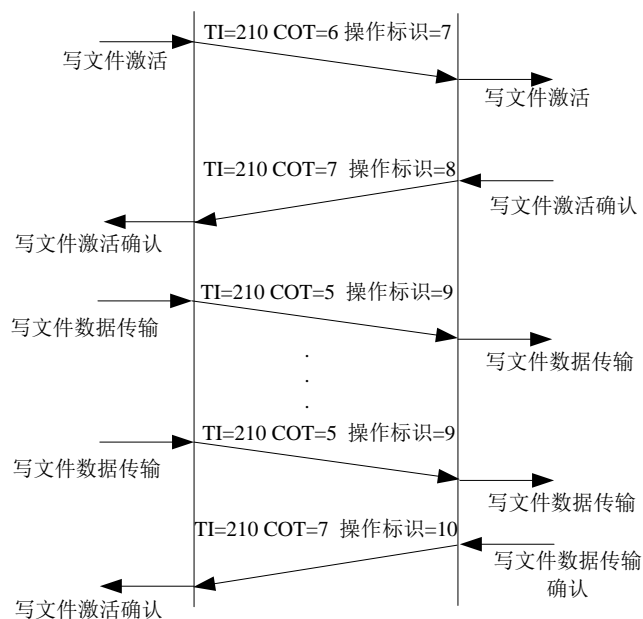 TI=210 COT=6 操作标识=7
写文件激活
写文件激活
TI=210 COT=7 操作标识=8
写文件激活确认
写文件激活确认
TI=210 COT=5 操作标识=9
写文件数据传输
写文件数据传输
.
.
.
TI=210 COT=5 操作标识=9
写文件数据传输
写文件数据传输
TI=210 COT=7 操作标识=10
写文件数据传输
确认
写文件激活确认